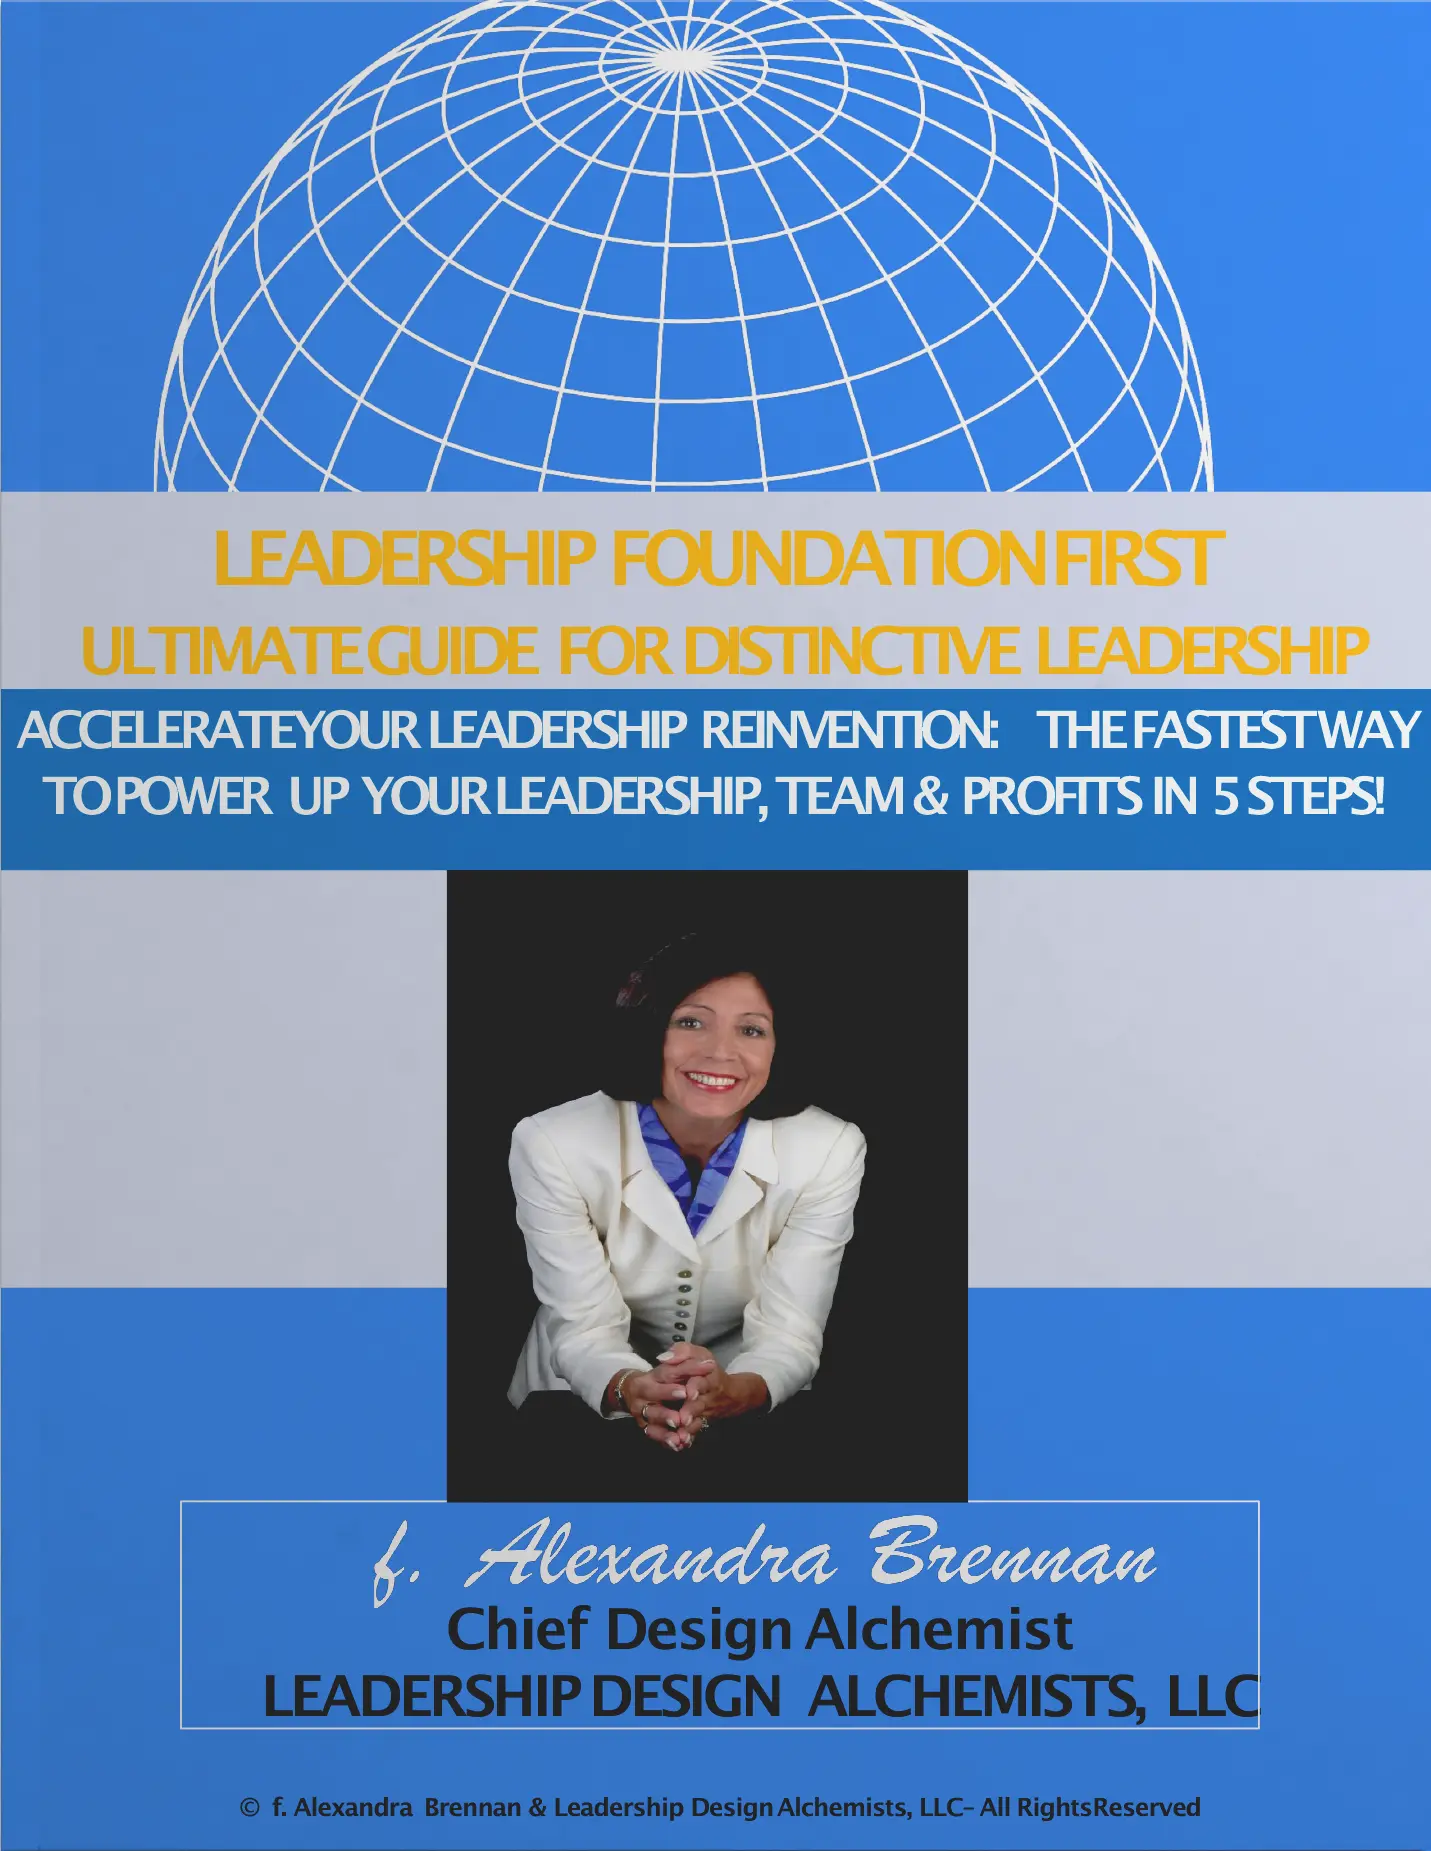 LEADERSHIP FOUNDATION FIRST
ULTIMATE GUIDE FOR DISTINCTIVE LEADERSHIP
ACCELERATE YOUR LEADERSHIP REINVENTION: THE FASTEST WAY
TO POWER UP YOUR LEADERSHIP, TEAM & PROFITS IN 5 STEPS!
f. Alexandra Brennan
Chief Design Alchemist
LEADERSHIP DESIGN ALCHEMISTS, LLC
© f. Alexandra Brennan & Leadership Design Alchemists, LLC– All Rights Reserved